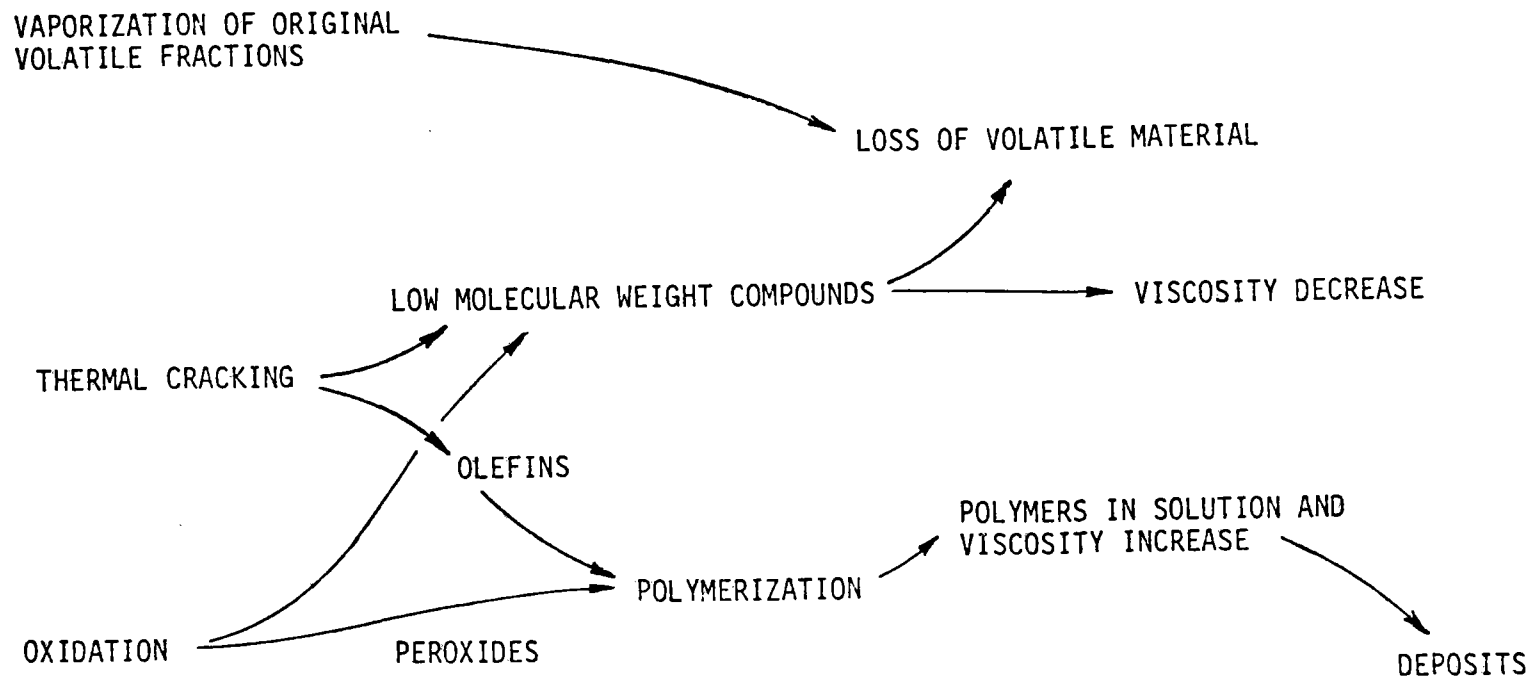 VAPORIZATION OF ORIGINAL
VOLATILE FRACTIONS
LOSS OF VOLATILE MATERIAL
LOW MOLECULAR WEIGHT COMPOUNDS
VISCOSITY DECREASE
THERMAL CRACKING
OLEFINS
POLYMERS IN SOLUTION AND
VISCOSITY INCREASE
POLYMERIZATION
OXIDATION
PEROXIDES
DEPOSITS